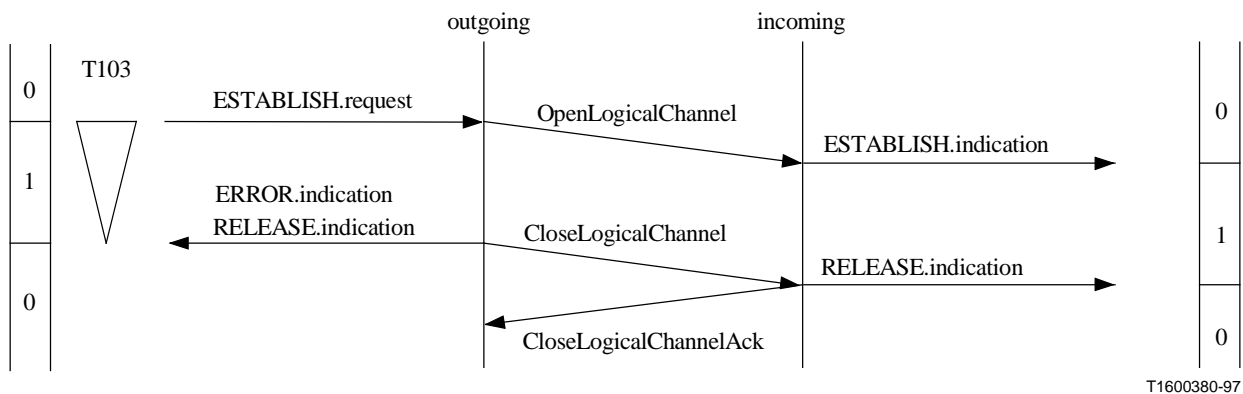 outgoing
incoming
T103
0
ESTABLISH.request
OpenLogicalChannel
0
ESTABLISH.indication
1
ERROR.indication
RELEASE.indication
CloseLogicalChannel
1
RELEASE.indication
0
CloseLogicalChannelAck
0
T1600380-97